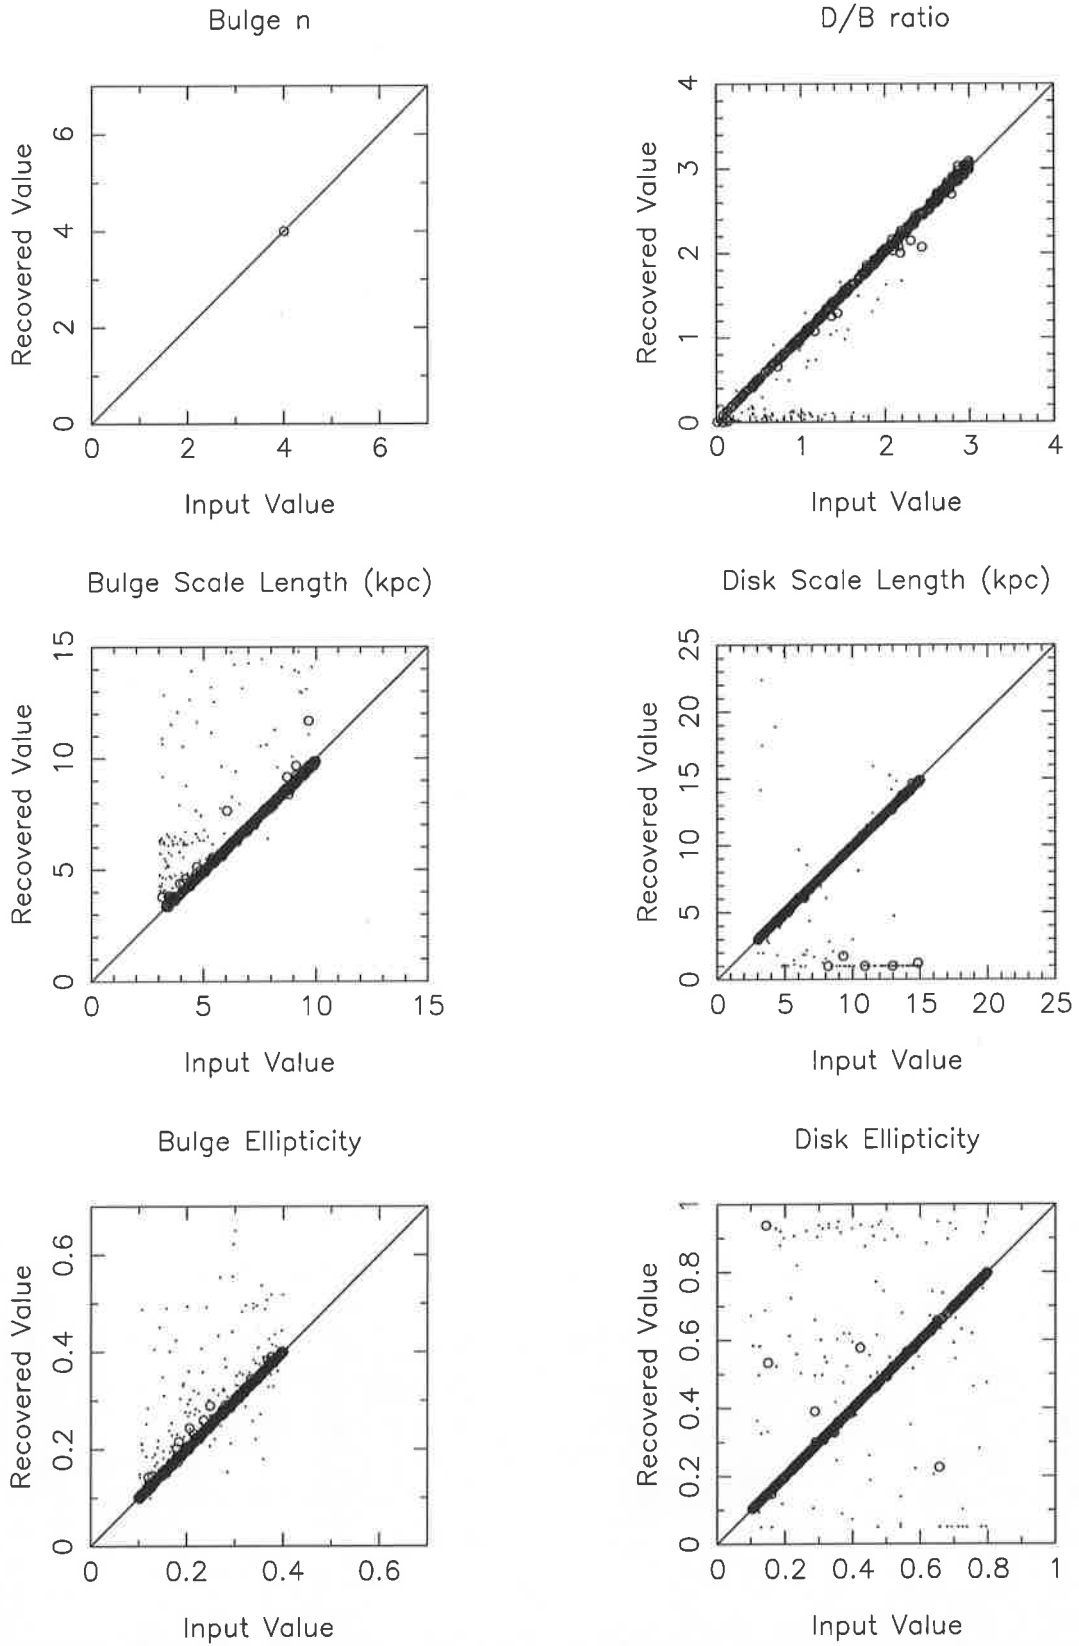 Bulge n
D/B ratio
Recovered Value
6
4
2
0
0 2 4 6
Input Value
Recovered Value
4
3
2
1
0
0 1 2 3 4
Input Value
Bulge Scale Length (kpc)
Disk Scale Length (kpc)
Recovered Value
15
10
5
0
0 5 10 15
Input Value
Recovered Value
25
20
15
10
5
0
0 5 10 15 20 25
Input Value
Bulge Ellipticity
Disk Ellipticity
Recovered Value
0.6
0.4
0.2
0
0 0.2 0.4 0.6
Input Value
Recovered Value
1
0.8
0.6
0.4
0.2
0
0 0.2 0.4 0.6 0.8 1
Input Value